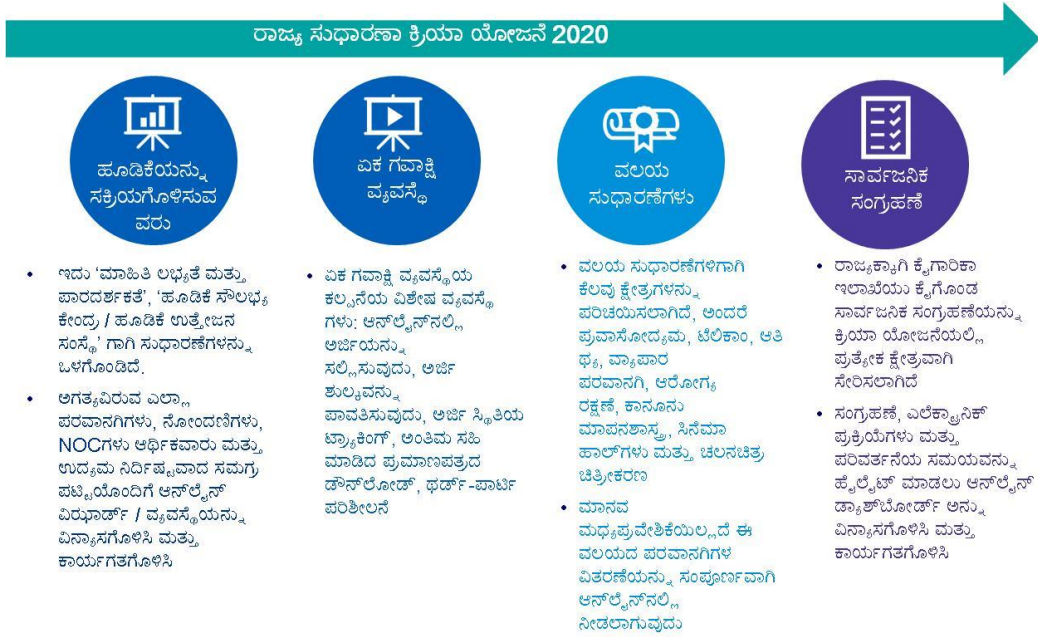 ರಾಜ್ಯ ಸುಧಾರಣಾ ಕ್ರಿಯಾ ಯೋಜನೆ 2020
ಹೂಡಿಕೆಯನ್ನು
ಸಕ್ರಿಯಗೊಳಿಸುವ
ವರು
• ಇದು ‘ಮಾಹಿತಿ ಲಭ್ಯತೆ ಮತ್ತು
ಪಾರದರ್ಶಕತೆ’, ‘ಹೂಡಿಕೆ ಸೌಲಭ್ಯ
ಕೇಂದ್ರ / ಹೂಡಿಕೆ ಉತ್ತೇಜನ
ಸಂಸ್ಥೆ’ ಗಾಗಿ ಸುಧಾರಣೆಗಳನ್ನು
ಒಳಗೊಂಡಿದೆ.
• ಅಗತ್ಯವಿರುವ ಎಲ್ಲಾ
ಪರವಾನಗಿಗಳು, ನೋಂದಣಿಗಳು,
NOCಗಳು ಆರ್ಥಿಕವಾರು ಮತ್ತು
ಉದ್ಯಮ ನಿರ್ದಿಷ್ಟವಾದ ಸಮಗ್ರ
ಪಟ್ಟಿಯೊಂದಿಗೆ ಆನ್‌ಲೈನ್
ವಿಝಾರ್ಡ್ / ವ್ಯವಸ್ಥೆಯನ್ನು
ವಿನ್ಯಾಸಗೊಳಿಸಿ ಮತ್ತು
ಕಾರ್ಯಗತಗೊಳಿಸಿ
ಏಕ ಗವಾಕ್ಷಿ
ವ್ಯವಸ್ಥೆ
• ಏಕ ಗವಾಕ್ಷಿ ವ್ಯವಸ್ಥೆಯ
ಕಲ್ಪನೆಯ ವಿಶೇಷ ವ್ಯವಸ್ಥೆ
ಗಳು: ಆನ್‌ಲೈನ್‌ನಲ್ಲಿ
ಅರ್ಜಿಯನ್ನು
ಸಲ್ಲಿಸುವುದು, ಅರ್ಜಿ
ಶುಲ್ಕವನ್ನು
ಪಾವತಿಸುವುದು, ಅರ್ಜಿ ಸ್ಥಿತಿಯ
ಟ್ರ್ಯಾಕಿಂಗ್, ಅಂತಿಮ ಸಹಿ
ಮಾಡಿದ ಪ್ರಮಾಣಪತ್ರದ
ಡೌನ್‌ಲೋಡ್, ಥರ್ಡ್-ಪಾರ್ಟಿ
ಪರಿಶೀಲನೆ
ವಲಯ
ಸುಧಾರಣೆಗಳು
• ವಲಯ ಸುಧಾರಣೆಗಳಿಗಾಗಿ
ಕೆಲವು ಕ್ಷೇತ್ರಗಳನ್ನು
ಪರಿಚಯಿಸಲಾಗಿದೆ, ಅಂದರೆ
ಪ್ರವಾಸೋದ್ಯಮ, ಟೆಲಿಕಾಂ, ಆತಿ
ಥ್ಯ, ವ್ಯಾಪಾರ
ಪರವಾನಗಿ, ಆರೋಗ್ಯ
ರಕ್ಷಣೆ, ಕಾನೂನು
ಮಾಪನಶಾಸ್ತ್ರ, ಸಿನೆಮಾ
ಹಾಲ್‌ಗಳು ಮತ್ತು ಚಲನಚಿತ್ರ
ಚಿತ್ರೀಕರಣ
• ಮಾನವ
ಮಧ್ಯಪ್ರವೇಶಿಕೆಯಿಲ್ಲದೆ ಈ
ವಲಯದ ಪರವಾನಗಿಗಳ
ವಿತರಣೆಯನ್ನು ಸಂಪೂರ್ಣವಾಗಿ
ಆನ್‌ಲೈನ್‌ನಲ್ಲಿ
ನೀಡಲಾಗುವುದು
ಸಾರ್ವಜನಿಕ
ಸಂಗ್ರಹಣೆ
• ರಾಜ್ಯಕ್ಕಾಗಿ ಕೈಗಾರಿಕಾ
ಇಲಾಖೆಯು ಕೈಗೊಂಡ
ಸಾರ್ವಜನಿಕ ಸಂಗ್ರಹಣೆಯನ್ನು
ಕ್ರಿಯಾ ಯೋಜನೆಯಲ್ಲಿ
ಪ್ರತ್ಯೇಕ ಕ್ಷೇತ್ರವಾಗಿ
ಸೇರಿಸಲಾಗಿದೆ
• ಸಂಗ್ರಹಣೆ, ಎಲೆಕ್ಟ್ರಾನಿಕ್
ಪ್ರಕ್ರಿಯೆಗಳು ಮತ್ತು
ಪರಿವರ್ತನೆಯ ಸಮಯವನ್ನು
ಹೈಲೈಟ್ ಮಾಡಲು ಆನ್‌ಲೈನ್
ಡ್ಯಾಶ್‌ಬೋರ್ಡ್ ಅನ್ನು
ವಿನ್ಯಾಸಗೊಳಿಸಿ ಮತ್ತು
ಕಾರ್ಯಗತಗೊಳಿಸಿ